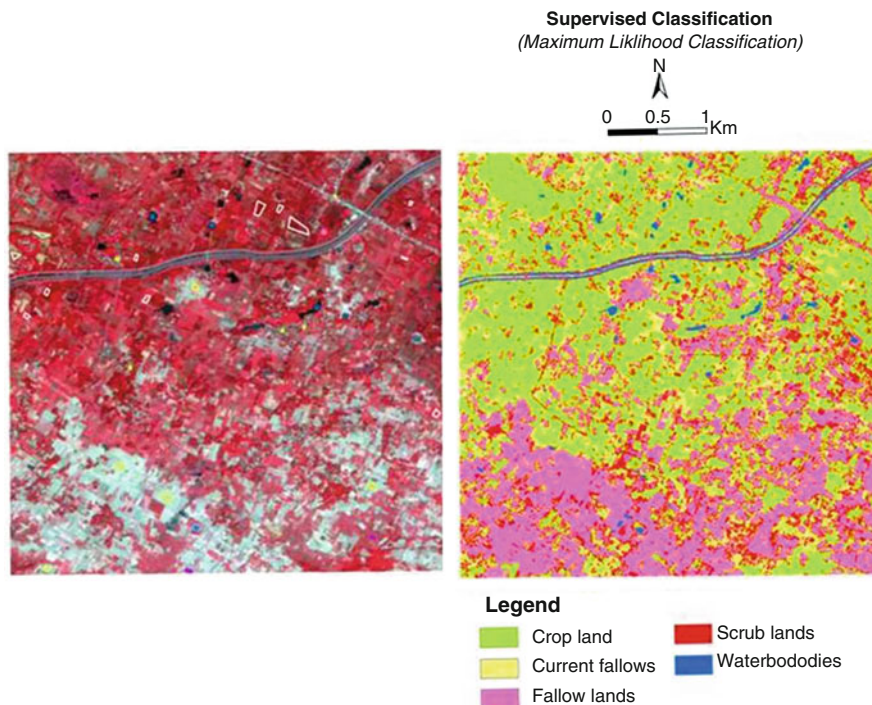 Supervised Classification
(Maximum Liklihood Classification)
N
0 0.5 1
Km
Legend
Crop land
Current fallows
Fallow lands
Scrub lands
Waterbododies